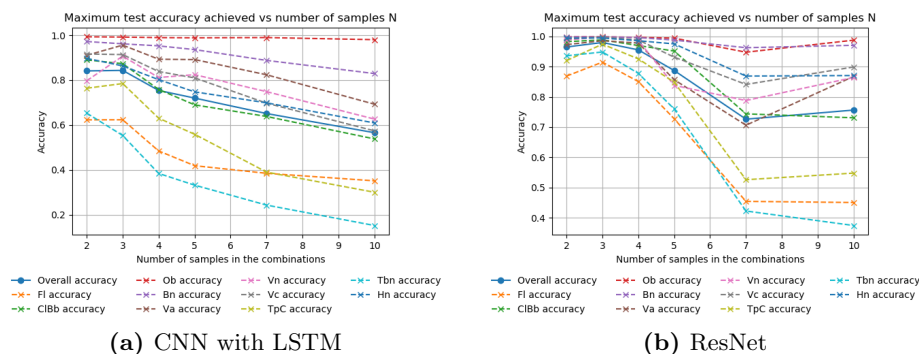 Maximum test accuracy achieved vs number of samples N
1.0
0.8
0.6
0.4
0.2
Accuracy
2 3 4 5 6 7 8 9 10
Number of samples in the combinations
Overall accuracy Ob accuracy Vn accuracy Tbn accuracy
Fl accuracy Bn accuracy Vc accuracy Hn accuracy
ClBb accuracy Va accuracy TpC accuracy
(a) CNN with LSTM
Maximum test accuracy achieved vs number of samples N
1.0
0.9
0.8
0.7
0.6
0.5
0.4
Accuracy
2 3 4 5 6 7 8 9 10
Number of samples in the combinations
Overall accuracy Ob accuracy Vn accuracy Tbn accuracy
Fl accuracy Bn accuracy Vc accuracy Hn accuracy
ClBb accuracy Va accuracy TpC accuracy
(b) ResNet